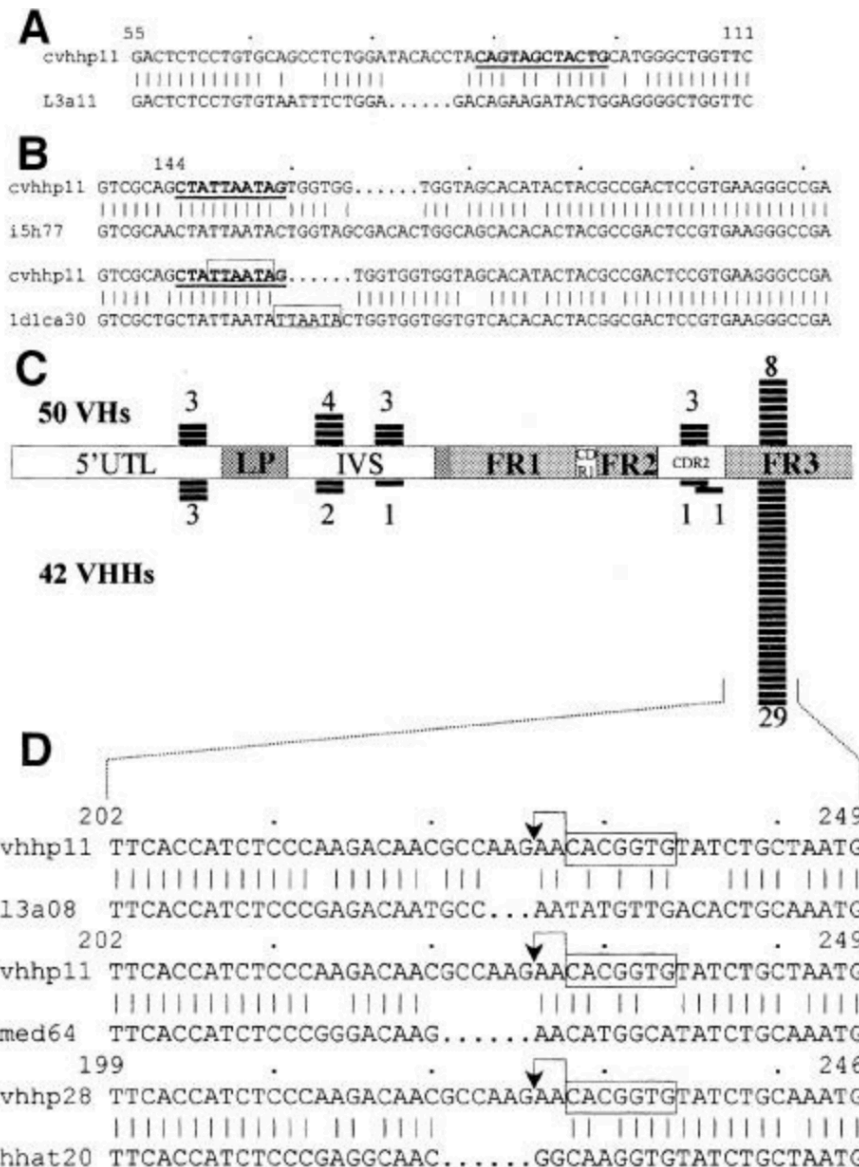 A
55 . . . . . 111
cvhhp11 GACTCTCCTGTGCAGCCTCTGGATACACCTACAGTAGCTACTGCATGGGCTGGTTC
L3a11 GACTCTCCTGTGTAATTTCTGGA......GACAGAAGATACTGGAGGGGCTGGTTC
B
144 . . . . .
cvhhp11 GTCGCAGCTATTAATAGTGGTGG......TGGTAGCACATACTACGCCGACTCCGTGAAGGGCCGA
i5h77 GTCGCAACTATTAATACTGGTAGCGACACTGGCAGCACACACTACGCCGACTCCGTGAAGGGCCGA
cvhhp11 GTCGCAGCTATTAATAG......TGGTGGTGGTAGCACATACTACGCCGACTCCGTGAAGGGCCGA
1d1ca30 GTCGCTGCTATTAATATTAATACTGGTGGTGGTGTCACACACTACGGCGACTCCGTGAAGGGCCGA
C
50 VHs 3 4 3 3 8
5'UTL LP IVS FR1 CD R1 FR2 CDR2 FR3
3 2 1 1 1
42 VHHs
29
D
202 . . . . 249
vhhp11 TTCACCATCTCCCAAGACAACGCCAAGAACACGGTGTATCTGCTAATG
l3a08 TTCACCATCTCCCGAGACAATGCC...AATATGTTGACACTGCAAATG
202 . . . . 249
vhhp11 TTCACCATCTCCCAAGACAACGCCAAGAACACGGTGTATCTGCTAATG
med64 TTCACCATCTCCCGGGACAAG......AACATGGCATATCTGCAAATG
199 . . . . 246
vhhp28 TTCACCATCTCCCAAGACAACGCCAAGAACACGGTGTATCTGCAAATG
hhat20 TTCACCATCTCCCGAGGCAAC......GGCAAGGTGTATCTGCTAATG